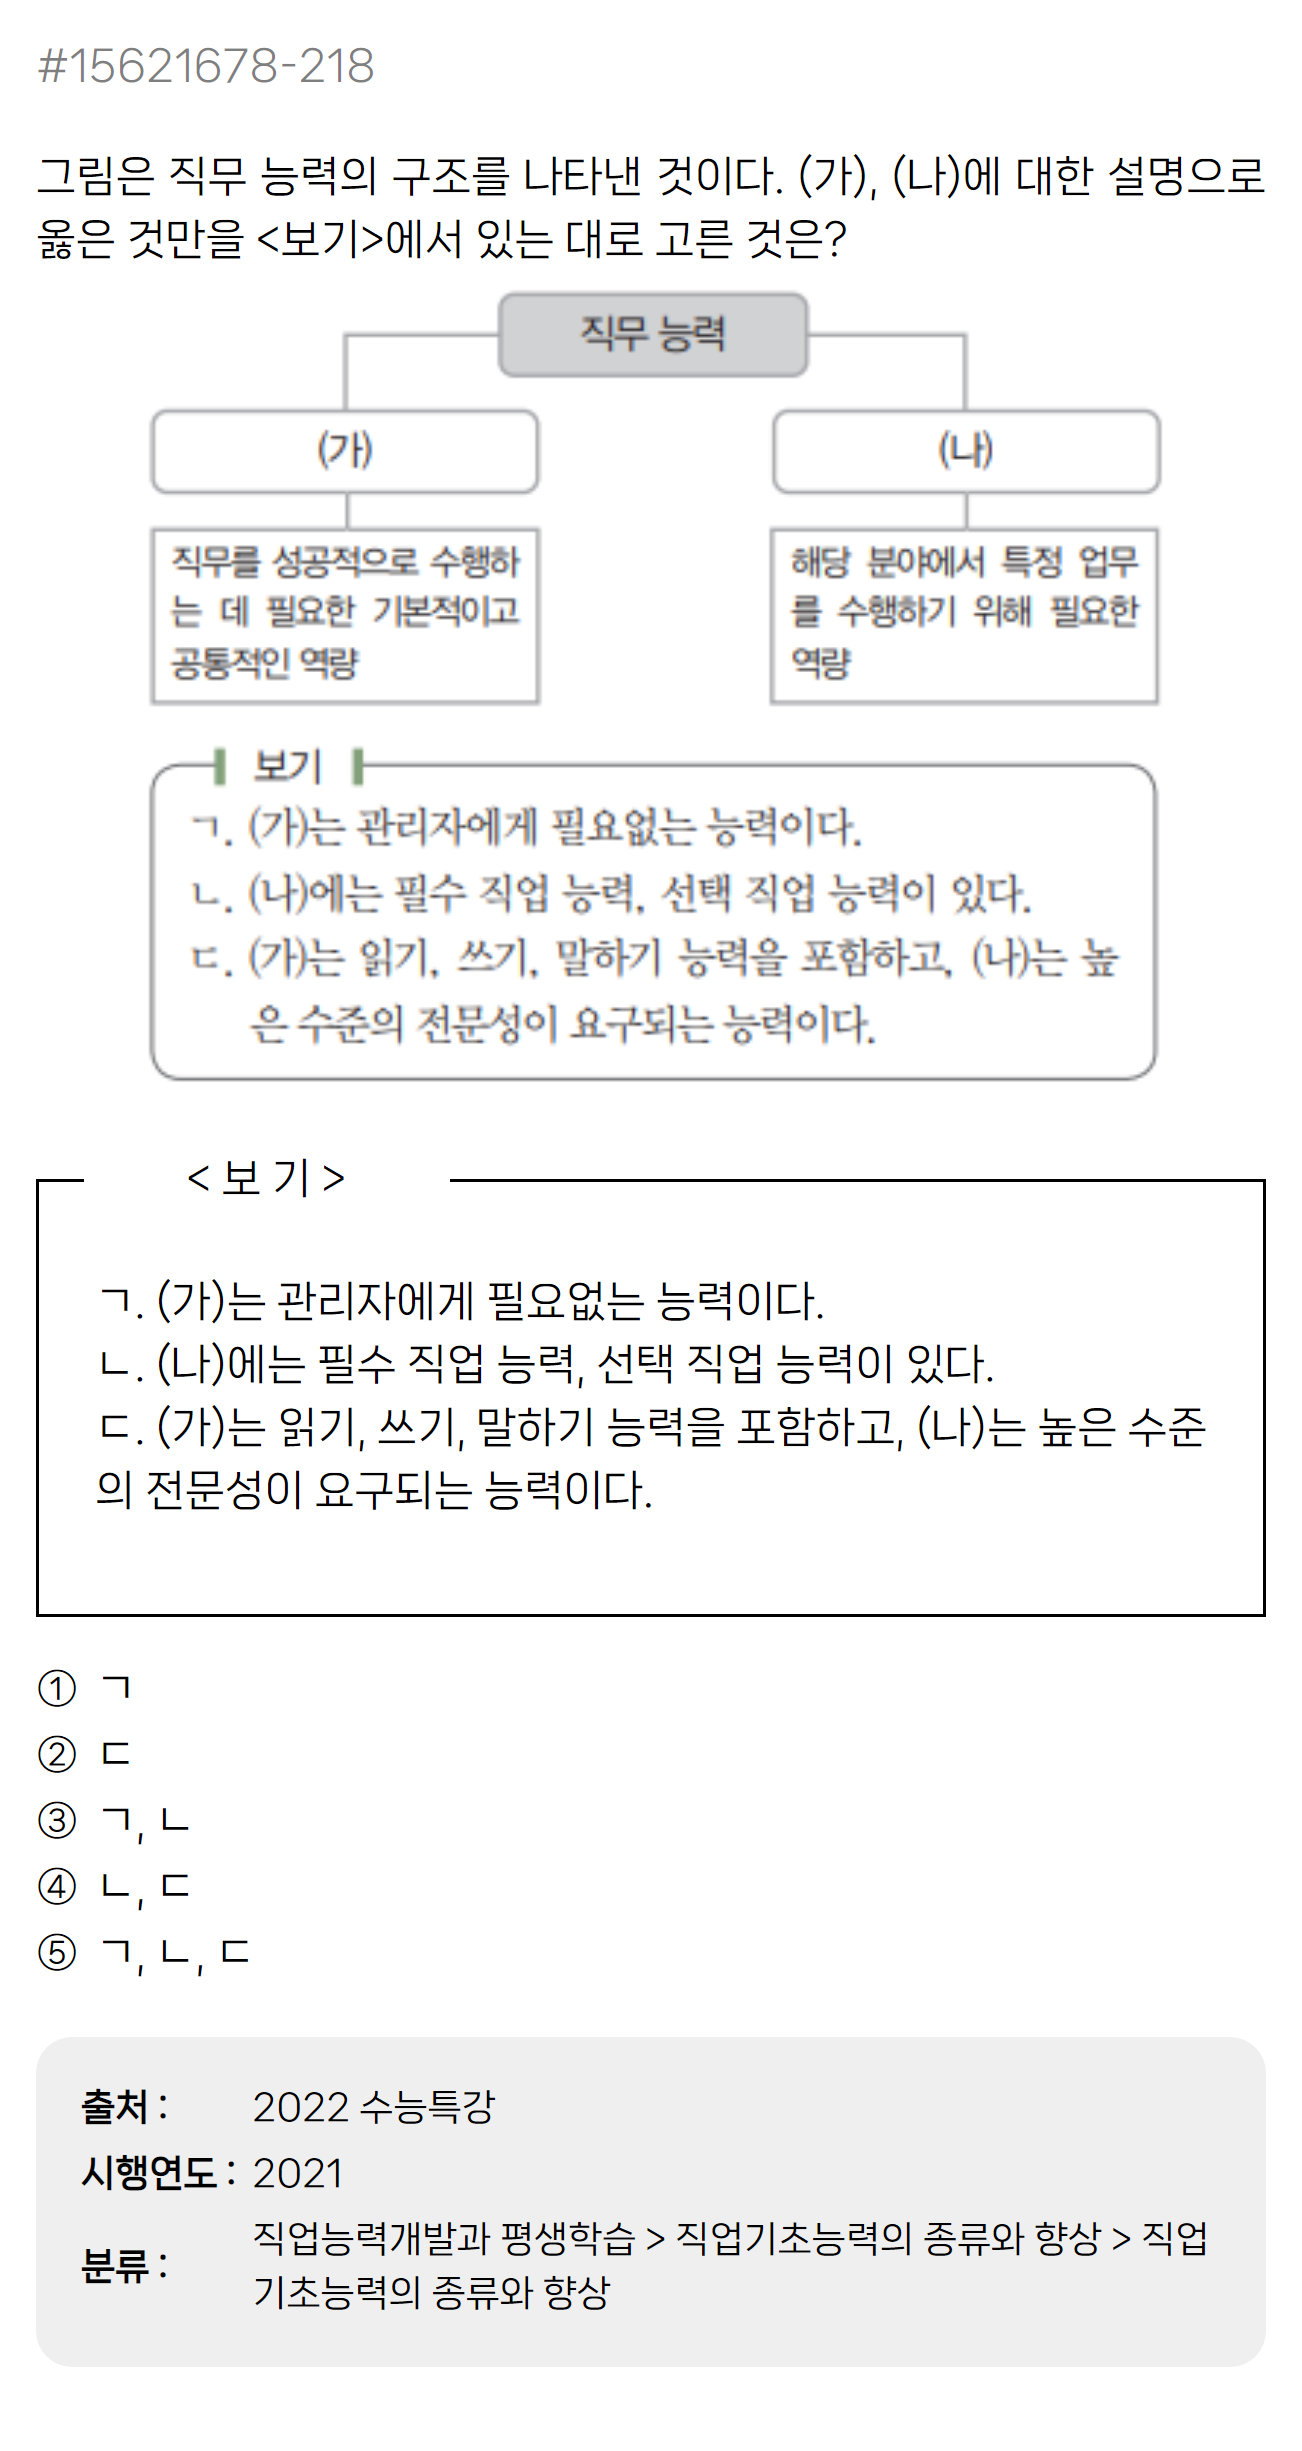 #15621678-218
그림은 직무 능력의 구조를 나타낸 것이다. (가), (나)에 대한 설명으로
옳은 것만을 <보기>에서 있는 대로 고른 것은?
직무 능력
(가)
(나)
직무를 성공적으로 수행하
는 데 필요한 기본적이고
공통적인 역량
해당 분야에서 특정 업무
를 수행하기 위해 필요한
역량
보기
ㄱ. (가)는 관리자에게 필요없는 능력이다.
ㄴ. (나)에는 필수 직업 능력, 선택 직업 능력이 있다.
ㄷ. (가)는 읽기, 쓰기, 말하기 능력을 포함하고, (나)는 높
은 수준의 전문성이 요구되는 능력이다.
< 보 기 >
ㄱ. (가)는 관리자에게 필요없는 능력이다.
ㄴ. (나)에는 필수 직업 능력, 선택 직업 능력이 있다.
ㄷ. (가)는 읽기, 쓰기, 말하기 능력을 포함하고, (나)는 높은 수준
의 전문성이 요구되는 능력이다.
① ㄱ
② ㄷ
③ ㄱ, ㄴ
④ ㄴ, ㄷ
⑤ ㄱ, ㄴ, ㄷ
출처 : 2022 수능특강
시행연도 : 2021
분류 : 직업능력개발과 평생학습 > 직업기초능력의 종류와 향상 > 직업
기초능력의 종류와 향상